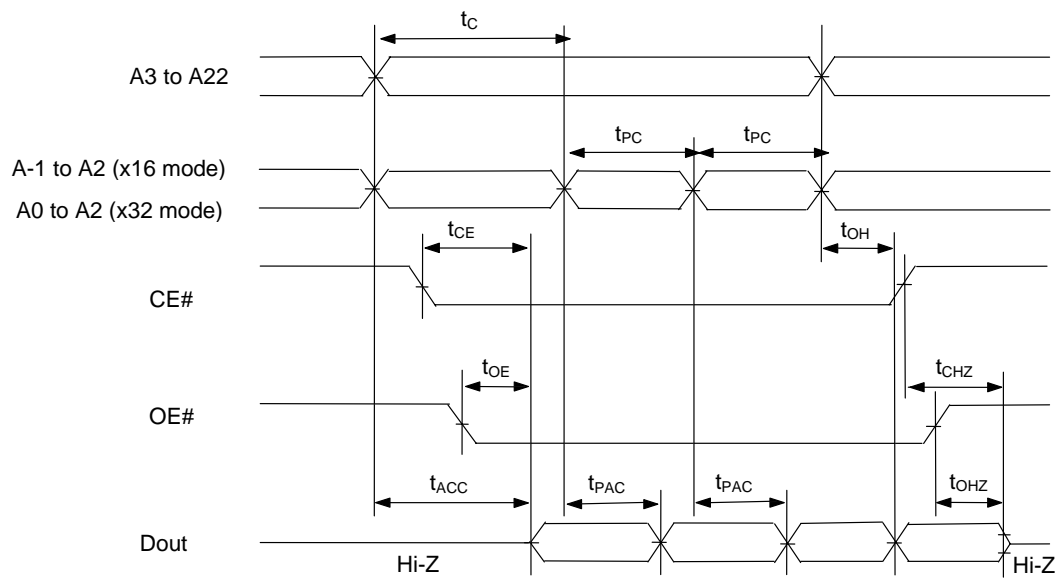 tC
A3 to A22
tPC tPC
A-1 to A2 (x16 mode)
A0 to A2 (x32 mode)
tCE tOH
CE#
tOE tCHZ
OE#
tACC tPAC tPAC tOHZ
Dout
Hi-Z Hi-Z